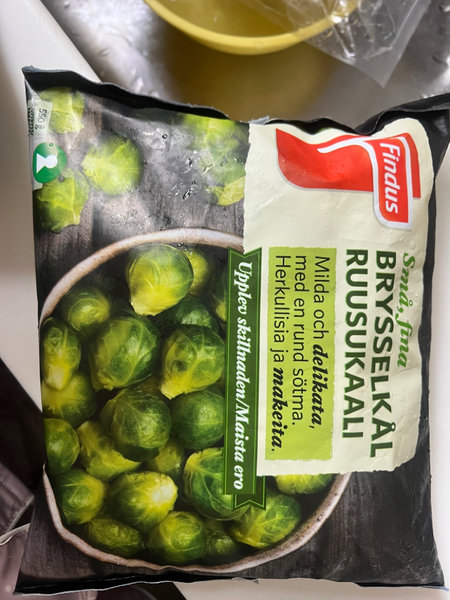 Findus
Små, fina
BRYSSELKÅL
RUUSUKAALI
Milda och delikata,
med en rund sötma.
Herkullisia ja makeita.
Upplev skillnaden/Maista ero
550 g